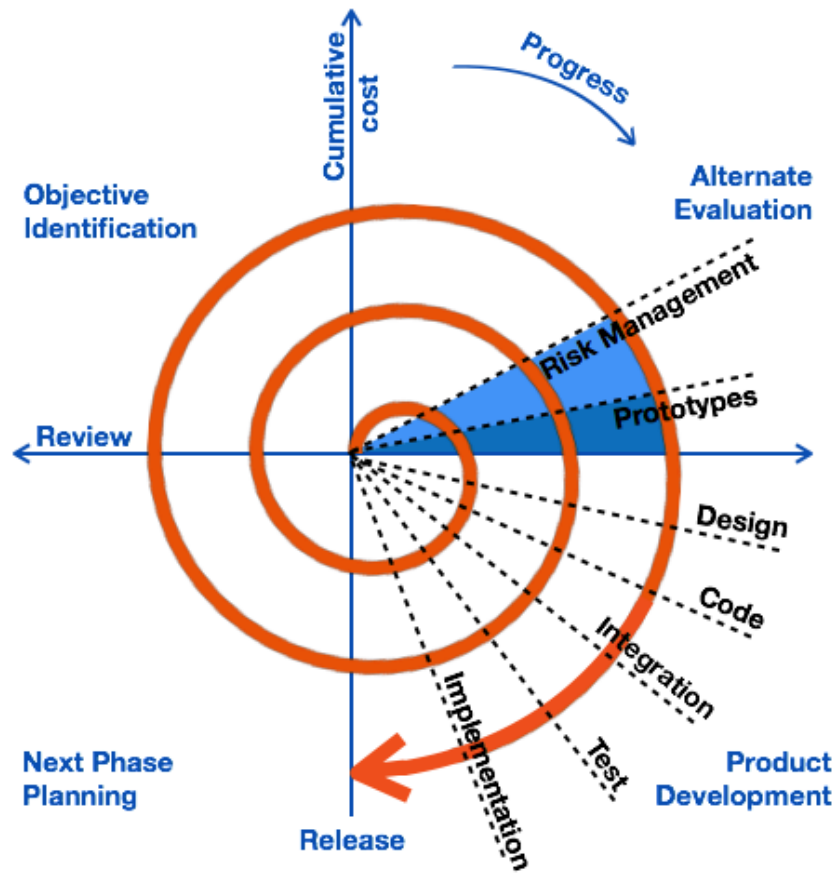 Cumulative
cost
Progress
Objective
Identification
Alternate
Evaluation
Risk Management
Prototypes
Review
Design
Code
Integration
Test
Implementation
Next Phase
Planning
Product
Development
Release